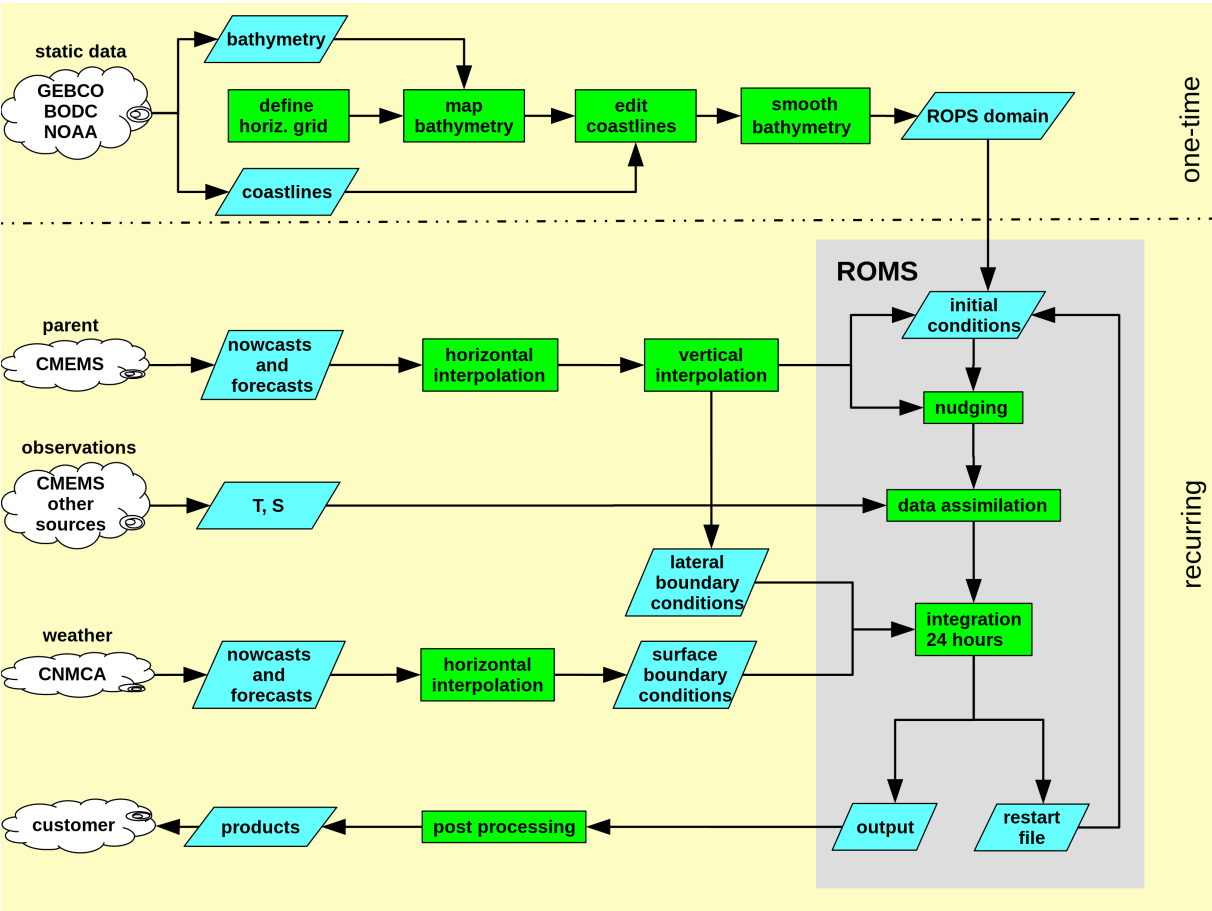 static data
GEBCO
BODC
NOAA
bathymetry
define
horiz. grid
map
bathymetry
edit
coastlines
smooth
bathymetry
ROPS domain
coastlines
one-time
ROMS
initial
conditions
parent
CMEMS
nowcasts
and
forecasts
horizontal
interpolation
vertical
interpolation
nudging
observations
CMEMS
other
sources
T, S
data assimilation
recurring
lateral
boundary
conditions
integration
24 hours
weather
CNMCA
nowcasts
and
forecasts
horizontal
interpolation
surface
boundary
conditions
customer
products
post processing
output
restart
file